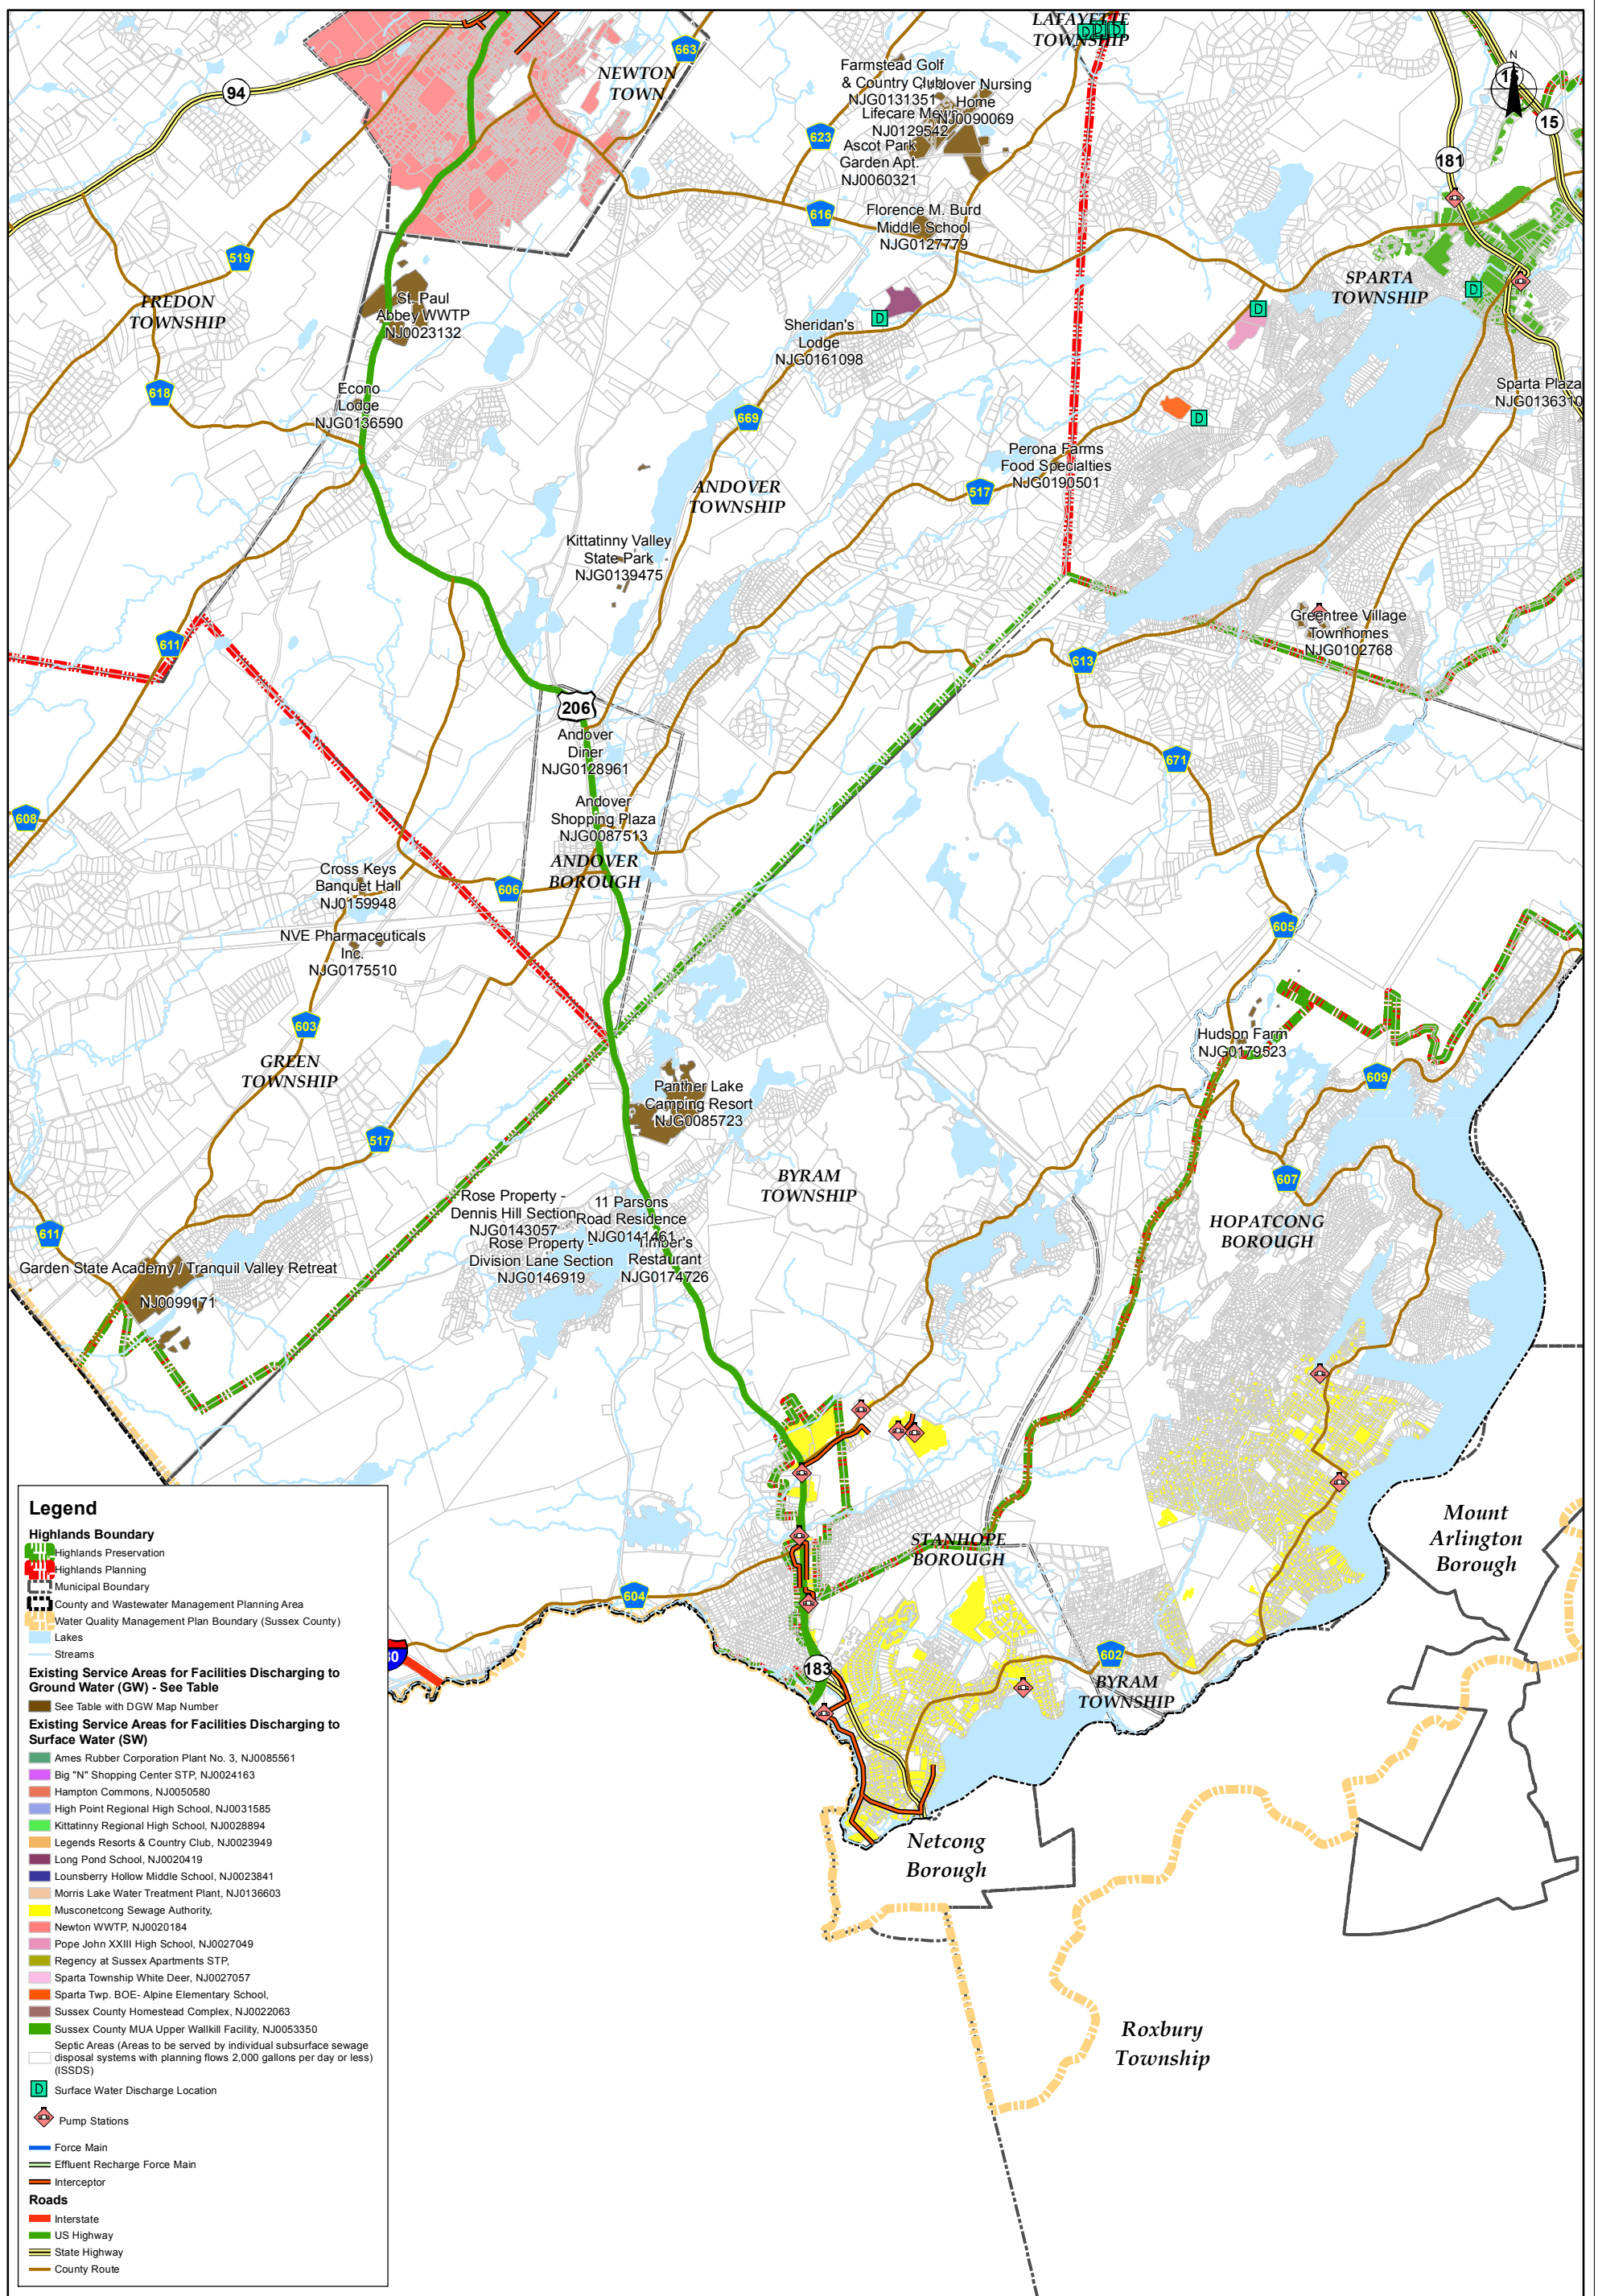 LAFAYETTE
TOWNSHIP
D
D
D
663
NEWTON
TOWN
94
Farmstead Golf
& Country Club
NJG0131351
Andover Nursing
Home
NJ0090069
Lifecare
NJ0129542
Ascot Park
Garden Apt.
NJ0060321
623
616
Florence M. Burd
Middle School
NJG0127779
N
15
15
181
519
FREDON
TOWNSHIP
St. Paul
Abbey WWTP
NJ0023132
Sheridan's
Lodge
NJG0161098
D
D
D
D
SPARTA
TOWNSHIP
Sparta Plaza
NJG0136310
618
Econo
Lodge
NJG0136590
669
ANDOVER
TOWNSHIP
Perona Farms
Food Specialties
NJG0190501
517
Kittatinny Valley
State Park
NJG0139475
Greentree Village
Townhomes
NJG0102768
611
613
206
Andover
Diner
NJG0128961
671
Andover
Shopping Plaza
NJG0087513
608
ANDOVER
BOROUGH
606
Cross Keys
Banquet Hall
NJ0159948
NVE Pharmaceuticals
Inc.
NJG0175510
605
603
Hudson Farm
NJG0179523
GREEN
TOWNSHIP
609
Panther Lake
Camping Resort
NJG0085723
517
BYRAM
TOWNSHIP
607
HOPATCONG
BOROUGH
Rose Property -
Dennis Hill Section
NJG0143057
11 Parsons
Road Residence
NJG0141461
Rose Property -
Division Lane Section
NJG0146919
Timber's
Restaurant
NJG0174726
611
Garden State Academy / Tranquil Valley Retreat
NJ0099171
STANHOPE
BOROUGH
Mount
Arlington
Borough
604
183
602
BYRAM
TOWNSHIP
Netcong
Borough
Roxbury
Township
Legend
Highlands Boundary
Highlands Preservation
Highlands Planning
Municipal Boundary
County and Wastewater Management Planning Area
Water Quality Management Plan Boundary (Sussex County)
Lakes
Streams
Existing Service Areas for Facilities Discharging to
Ground Water (GW) - See Table
See Table with DGW Map Number
Existing Service Areas for Facilities Discharging to
Surface Water (SW)
Ames Rubber Corporation Plant No. 3, NJ0085561
Big "N" Shopping Center STP, NJ0024163
Hampton Commons, NJ0050580
High Point Regional High School, NJ0031585
Kittatinny Regional High School, NJ0028894
Legends Resorts & Country Club, NJ0023949
Long Pond School, NJ0020419
Lounsberry Hollow Middle School, NJ0023841
Morris Lake Water Treatment Plant, NJ0136603
Musconetcong Sewage Authority,
Newton WWTP, NJ0020184
Pope John XXIII High School, NJ0027049
Regency at Sussex Apartments STP,
Sparta Township White Deer, NJ0027057
Sparta Twp. BOE- Alpine Elementary School,
Sussex County Homestead Complex, NJ0022063
Sussex County MUA Upper Wallkill Facility, NJ0053350
Septic Areas (Areas to be served by individual subsurface sewage
disposal systems with planning flows 2,000 gallons per day or less)
(ISSDS)
D Surface Water Discharge Location
Pump Stations
Force Main
Effluent Recharge Force Main
Interceptor
Roads
Interstate
US Highway
State Highway
County Route